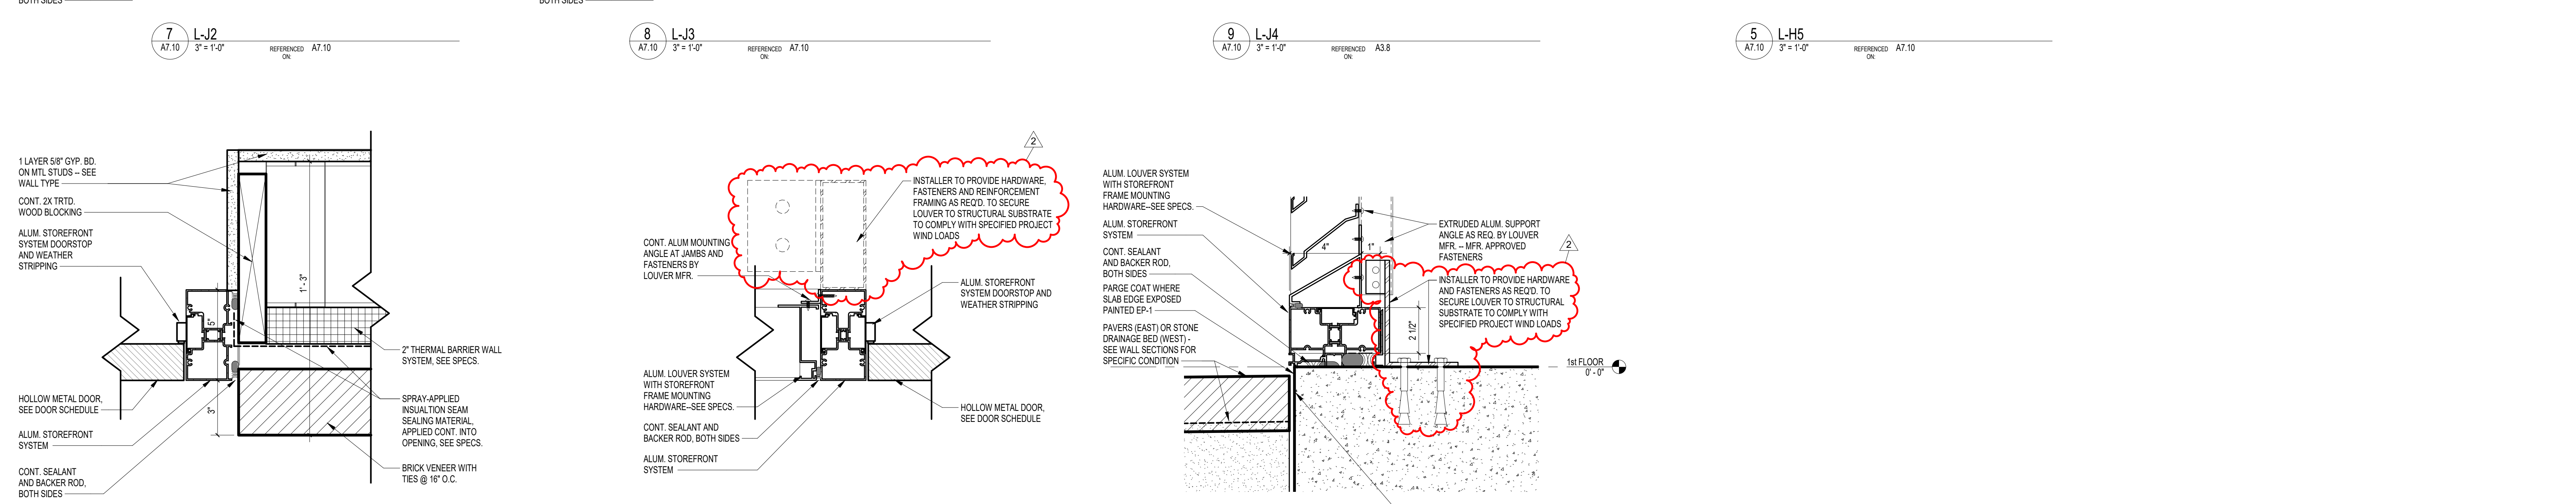 BOTH SIDES
BOTH SIDES
7
A7.10
L-J2
3" = 1'-0"
REFERENCED
ON:
A7.10
8
A7.10
L-J3
3" = 1'-0"
REFERENCED
ON:
A7.10
9
A7.10
L-J4
3" = 1'-0"
REFERENCED
ON:
A3.8
5
A7.10
L-H5
3" = 1'-0"
REFERENCED
ON:
A7.10
1 LAYER 5/8" GYP. BD.
ON MTL STUDS -- SEE
WALL TYPE
CONT. 2X TRTD.
WOOD BLOCKING
ALUM. STOREFRONT
SYSTEM DOORSTOP
AND WEATHER
STRIPPING
HOLLOW METAL DOOR,
SEE DOOR SCHEDULE
ALUM. STOREFRONT
SYSTEM
CONT. SEALANT
AND BACKER ROD,
BOTH SIDES
1' - 3"
5"
3"
2" THERMAL BARRIER WALL
SYSTEM, SEE SPECS.
SPRAY-APPLIED
INSUALTION SEAM
SEALING MATERIAL,
APPLIED CONT. INTO
OPENING, SEE SPECS.
BRICK VENEER WITH
TIES @ 16" O.C.
2
INSTALLER TO PROVIDE HARDWARE,
FASTENERS AND REINFORCEMENT
FRAMING AS REQ'D. TO SECURE
LOUVER TO STRUCTURAL SUBSTRATE
TO COMPLY WITH SPECIFIED PROJECT
WIND LOADS
CONT. ALUM MOUNTING
ANGLE AT JAMBS AND
FASTENERS BY
LOUVER MFR.
ALUM. STOREFRONT
SYSTEM DOORSTOP AND
WEATHER STRIPPING
ALUM. LOUVER SYSTEM
WITH STOREFRONT
FRAME MOUNTING
HARDWARE--SEE SPECS.
CONT. SEALANT AND
BACKER ROD, BOTH SIDES
ALUM. STOREFRONT
SYSTEM
HOLLOW METAL DOOR,
SEE DOOR SCHEDULE
ALUM. LOUVER SYSTEM
WITH STOREFRONT
FRAME MOUNTING
HARDWARE--SEE SPECS.
ALUM. STOREFRONT
SYSTEM
CONT. SEALANT
AND BACKER ROD,
BOTH SIDES
PARGE COAT WHERE
SLAB EDGE EXPOSED
PAINTED EP-1
PAVERS (EAST) OR STONE
DRAINAGE BED (WEST) -
SEE WALL SECTIONS FOR
SPECIFIC CONDITION
4"
1"
2 1/2"
EXTRUDED ALUM. SUPPORT
ANGLE AS REQ. BY LOUVER
MFR. -- MFR. APPROVED
FASTENERS
2
INSTALLER TO PROVIDE HARDWARE
AND FASTENERS AS REQ'D. TO
SECURE LOUVER TO STRUCTURAL
SUBSTRATE TO COMPLY WITH
SPECIFIED PROJECT WIND LOADS
1st FLOOR
0' - 0"